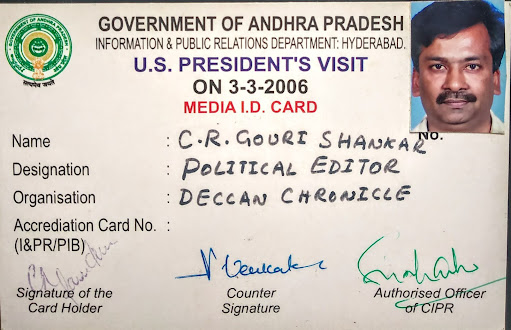 GOVERNMENT OF ANDHRA PRADESH
INFORMATION & PUBLIC RELATIONS DEPARTMENT: HYDERABAD.
U.S. PRESIDENT'S VISIT
ON 3-3-2006
MEDIA I.D. CARD
No.
Name : C.R. GOURI SHANKAR
Designation : POLITICAL EDITOR
Organisation : DECCAN CHRONICLE
Accreditation Card No. :
(I&PR/PIB)
Signature of the Card Holder
Counter Signature
Authorised Officer of CIPR